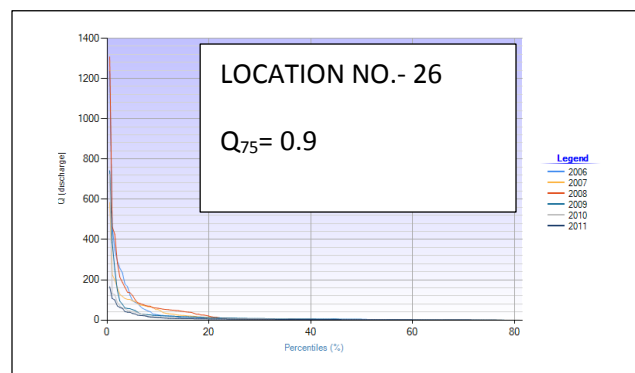 1400
1200
1000
800
600
400
200
0
Q (discharge)
LOCATION NO.- 26
Q₇₅= 0.9
0 20 40 60 80
Percentiles (%)
Legend
2006
2007
2008
2009
2010
2011